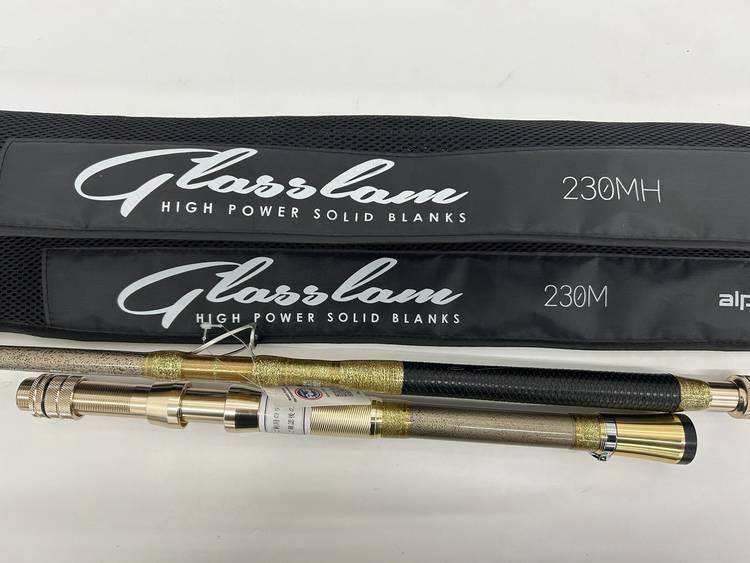 Glasslam
HIGH POWER SOLID BLANKS
230MH
Glasslam
HIGH POWER SOLID BLANKS
230M
alp